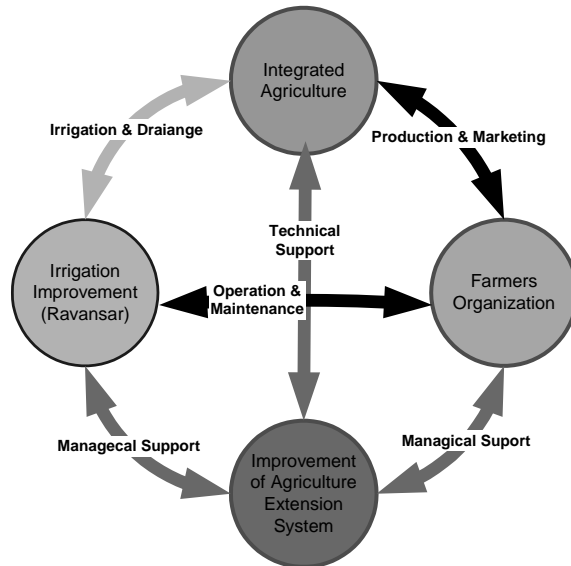 Integrated
Agriculture
Irrigation & Draiange
Production & Marketing
Technical
Support
Irrigation
Improvement
(Ravansar)
Operation &
Maintenance
Farmers
Organization
Managecal Support
Managical Suport
Improvement
of Agriculture
Extension
System